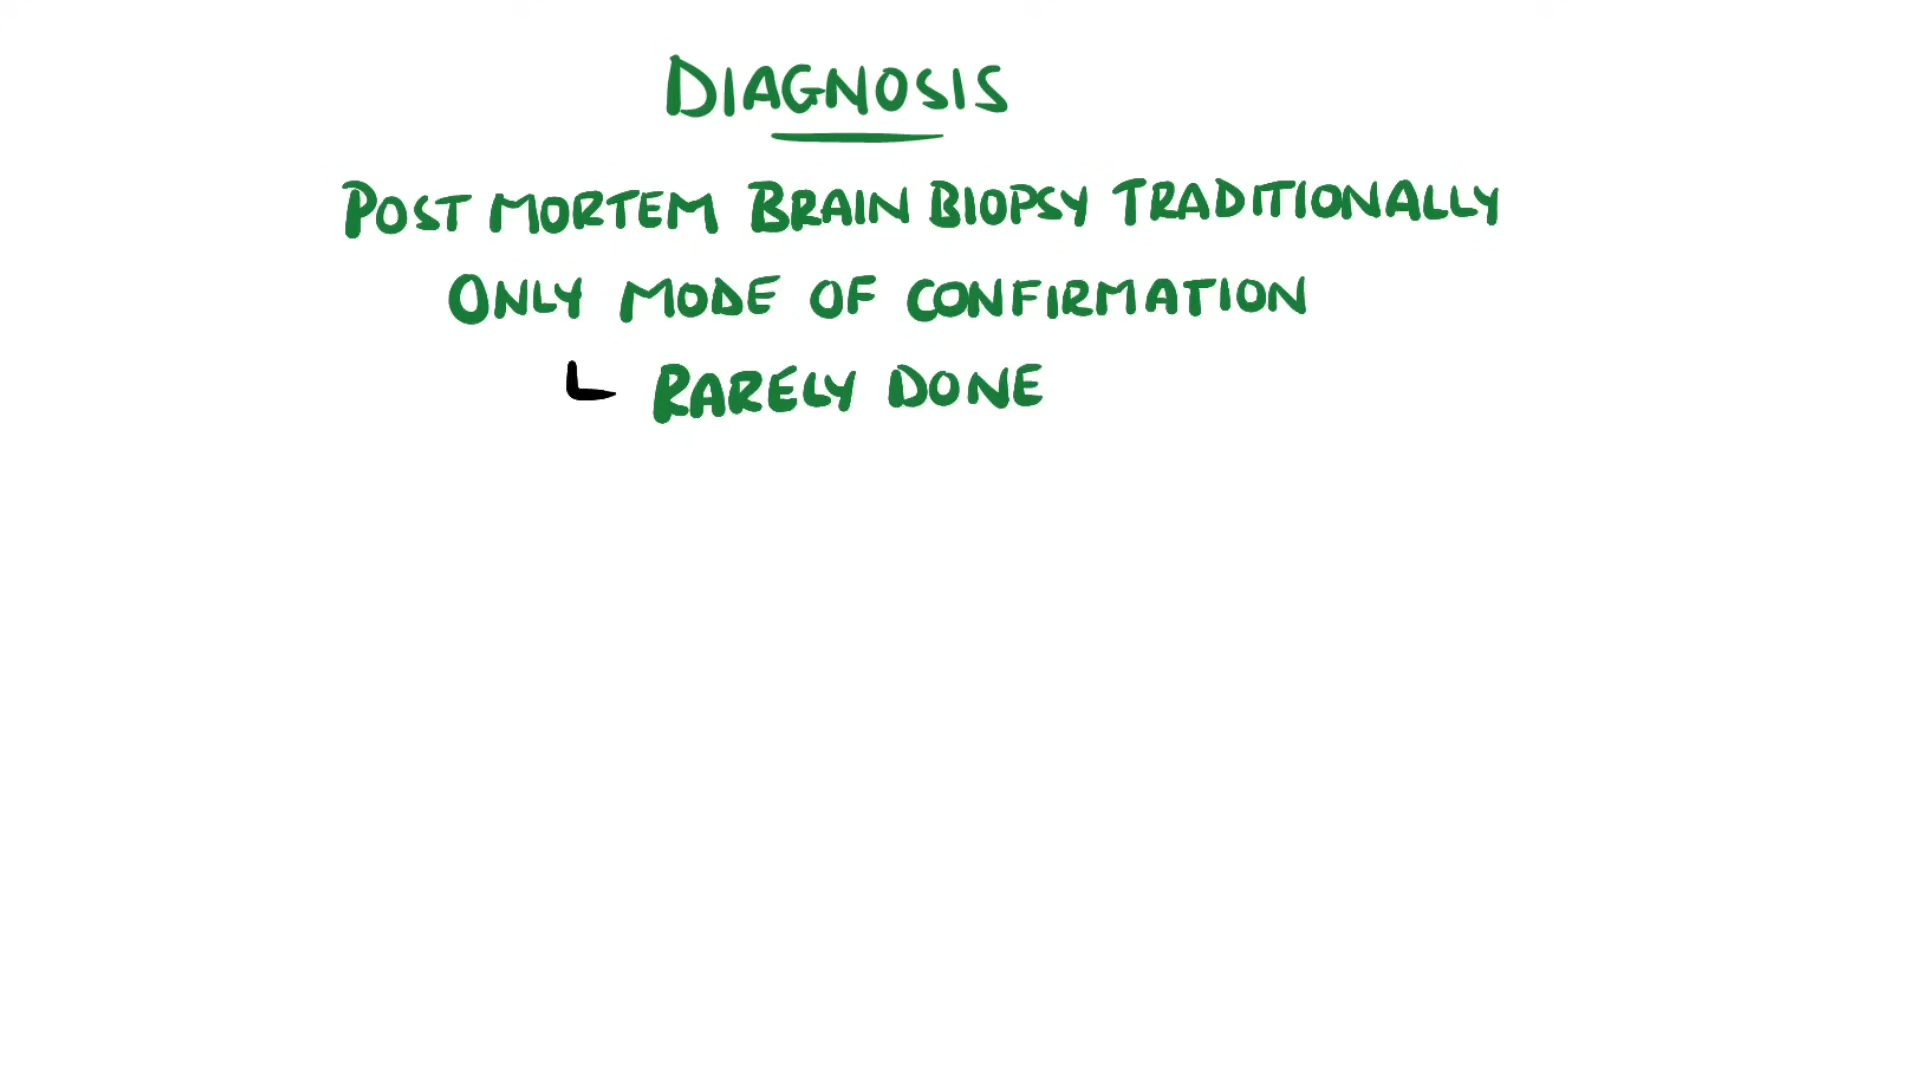 DIAGNOSIS
POST MORTEM BRAIN BIOPSY TRADITIONALLY
ONLY MODE OF CONFIRMATION
RARELY DONE